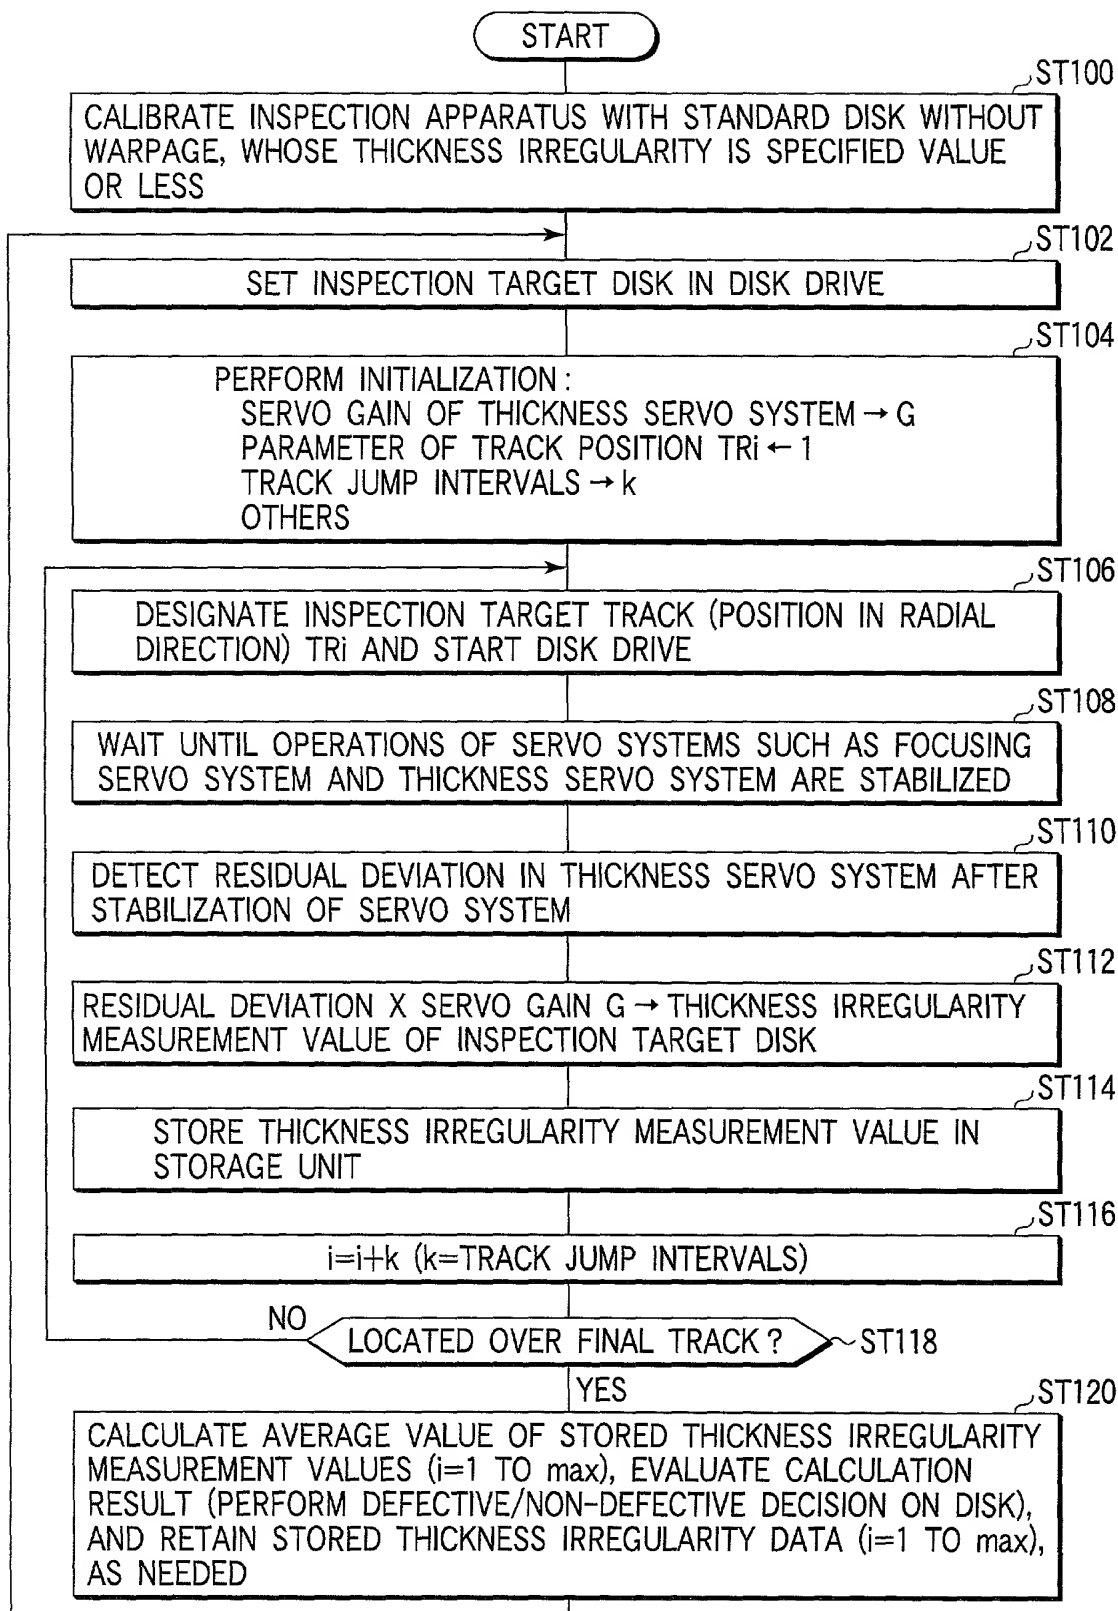 START
ST100
CALIBRATE INSPECTION APPARATUS WITH STANDARD DISK WITHOUT
WARPAGE, WHOSE THICKNESS IRREGULARITY IS SPECIFIED VALUE
OR LESS
ST102
SET INSPECTION TARGET DISK IN DISK DRIVE
ST104
PERFORM INITIALIZATION:
SERVO GAIN OF THICKNESS SERVO SYSTEM → G
PARAMETER OF TRACK POSITION TRi ← 1
TRACK JUMP INTERVALS → k
OTHERS
ST106
DESIGNATE INSPECTION TARGET TRACK (POSITION IN RADIAL
DIRECTION) TRi AND START DISK DRIVE
ST108
WAIT UNTIL OPERATIONS OF SERVO SYSTEMS SUCH AS FOCUSING
SERVO SYSTEM AND THICKNESS SERVO SYSTEM ARE STABILIZED
ST110
DETECT RESIDUAL DEVIATION IN THICKNESS SERVO SYSTEM AFTER
STABILIZATION OF SERVO SYSTEM
ST112
RESIDUAL DEVIATION X SERVO GAIN G → THICKNESS IRREGULARITY
MEASUREMENT VALUE OF INSPECTION TARGET DISK
ST114
STORE THICKNESS IRREGULARITY MEASUREMENT VALUE IN
STORAGE UNIT
ST116
i=i+k (k=TRACK JUMP INTERVALS)
NO
LOCATED OVER FINAL TRACK?
ST118
YES
ST120
CALCULATE AVERAGE VALUE OF STORED THICKNESS IRREGULARITY
MEASUREMENT VALUES (i=1 TO max), EVALUATE CALCULATION
RESULT (PERFORM DEFECTIVE/NON-DEFECTIVE DECISION ON DISK),
AND RETAIN STORED THICKNESS IRREGULARITY DATA (i=1 TO max),
AS NEEDED